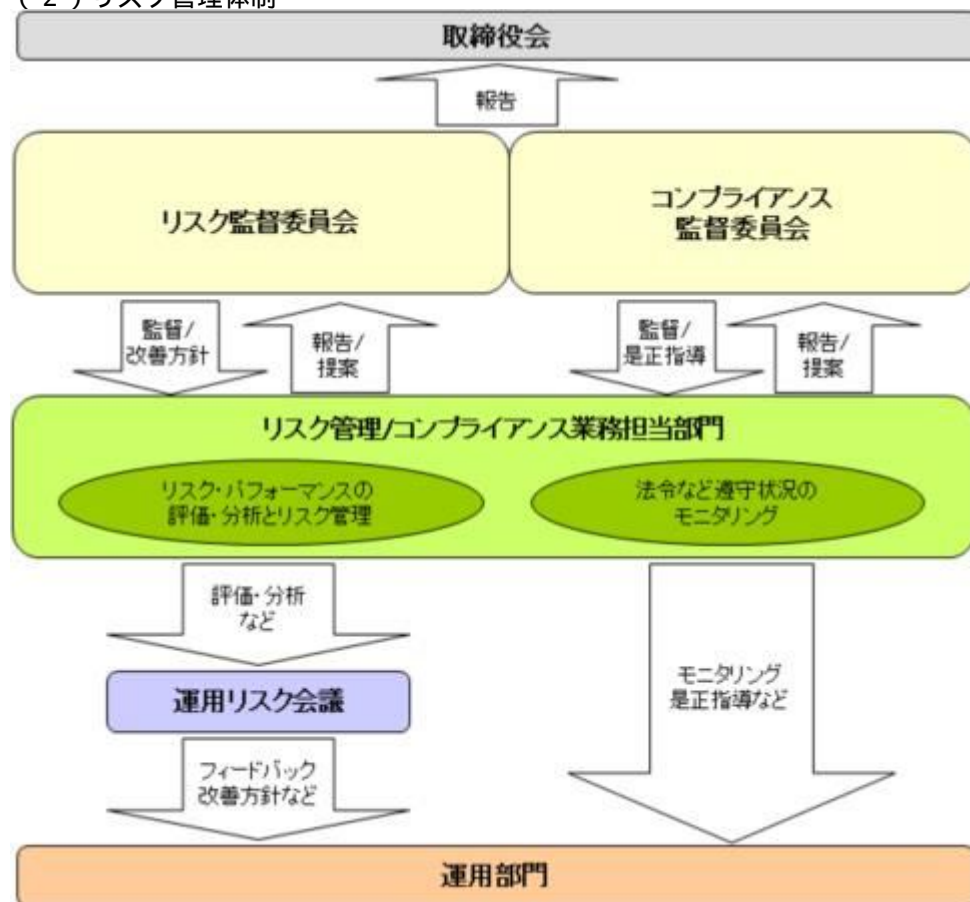 (2)リスク管理体制
取締役会
報告
リスク監督委員会
コンプライアンス
監督委員会
監督/
改善方針
報告/
提案
監督/
是正指導
報告/
提案
リスク管理/コンプライアンス業務担当部門
リスク・パフォーマンスの
評価・分析とリスク管理
法令など遵守状況の
モニタリング
評価・分析
など
運用リスク会議
モニタリング
是正指導など
フィードバック
改善方針など
運用部門